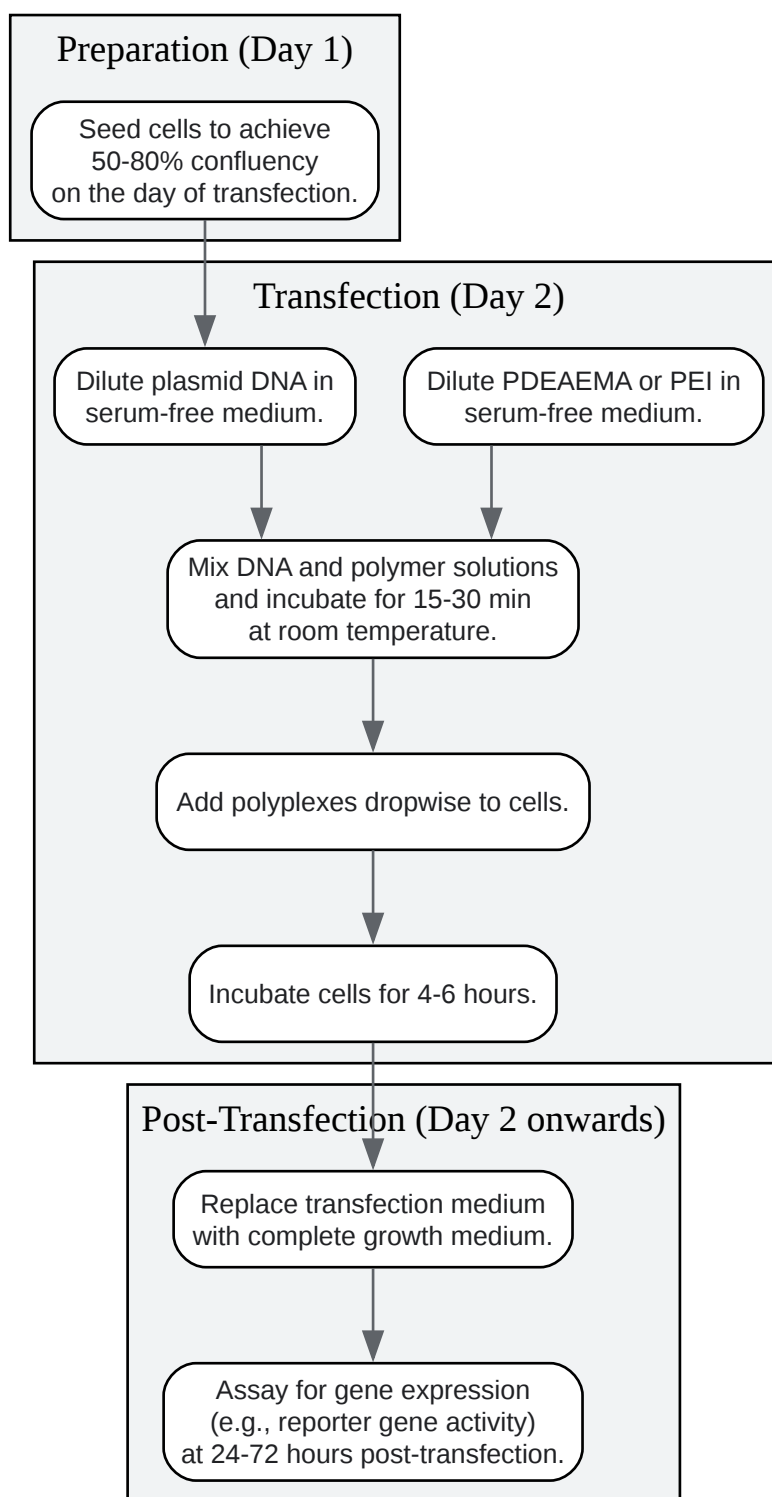 Preparation (Day 1)
Seed cells to achieve
50-80% confluency
on the day of transfection.
Transfection (Day 2)
Dilute plasmid DNA in
serum-free medium.
Dilute PDEAEMA or PEI in
serum-free medium.
Mix DNA and polymer solutions
and incubate for 15-30 min
at room temperature.
Add polyplexes dropwise to cells.
Incubate cells for 4-6 hours.
Post-Transfection (Day 2 onwards)
Replace transfection medium
with complete growth medium.
Assay for gene expression
(e.g., reporter gene activity)
at 24-72 hours post-transfection.